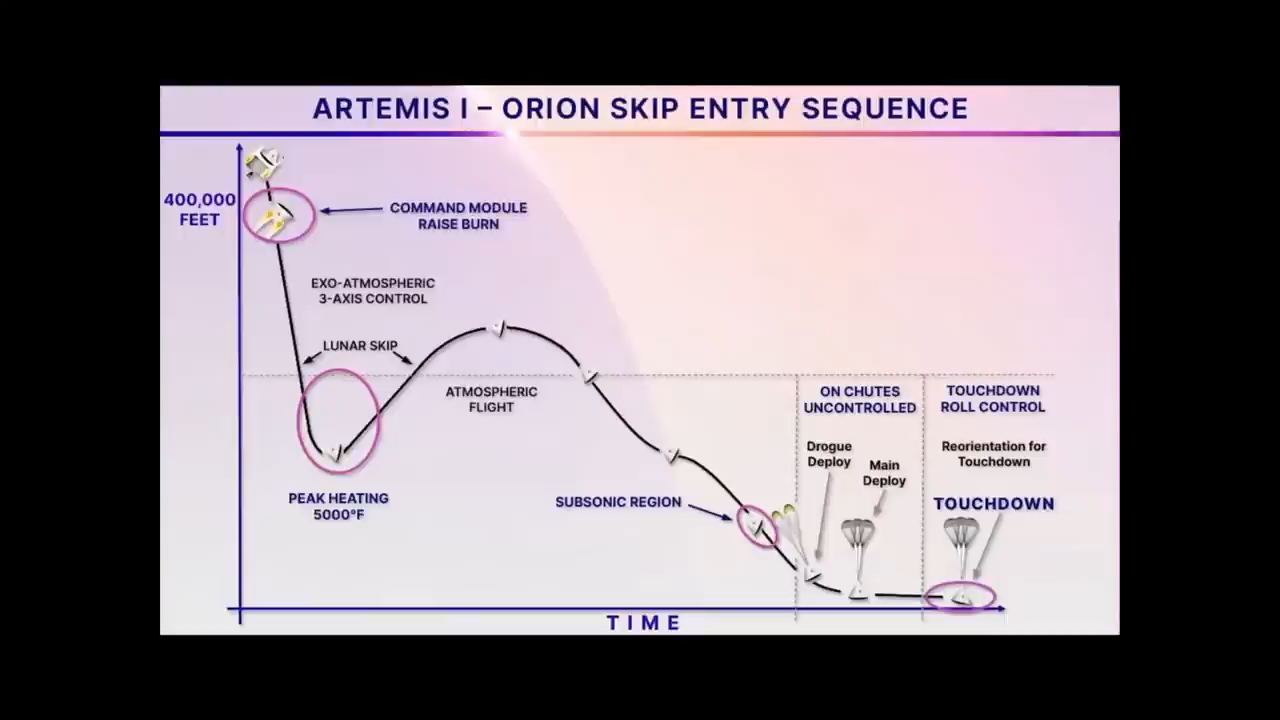 ARTEMIS I – ORION SKIP ENTRY SEQUENCE
400,000
FEET
COMMAND MODULE
RAISE BURN
EXO-ATMOSPHERIC
3-AXIS CONTROL
LUNAR SKIP
ATMOSPHERIC
FLIGHT
PEAK HEATING
5000°F
SUBSONIC REGION
ON CHUTES
UNCONTROLLED
Drogue
Deploy
Main
Deploy
TOUCHDOWN
ROLL CONTROL
Reorientation for
Touchdown
TOUCHDOWN
TIME